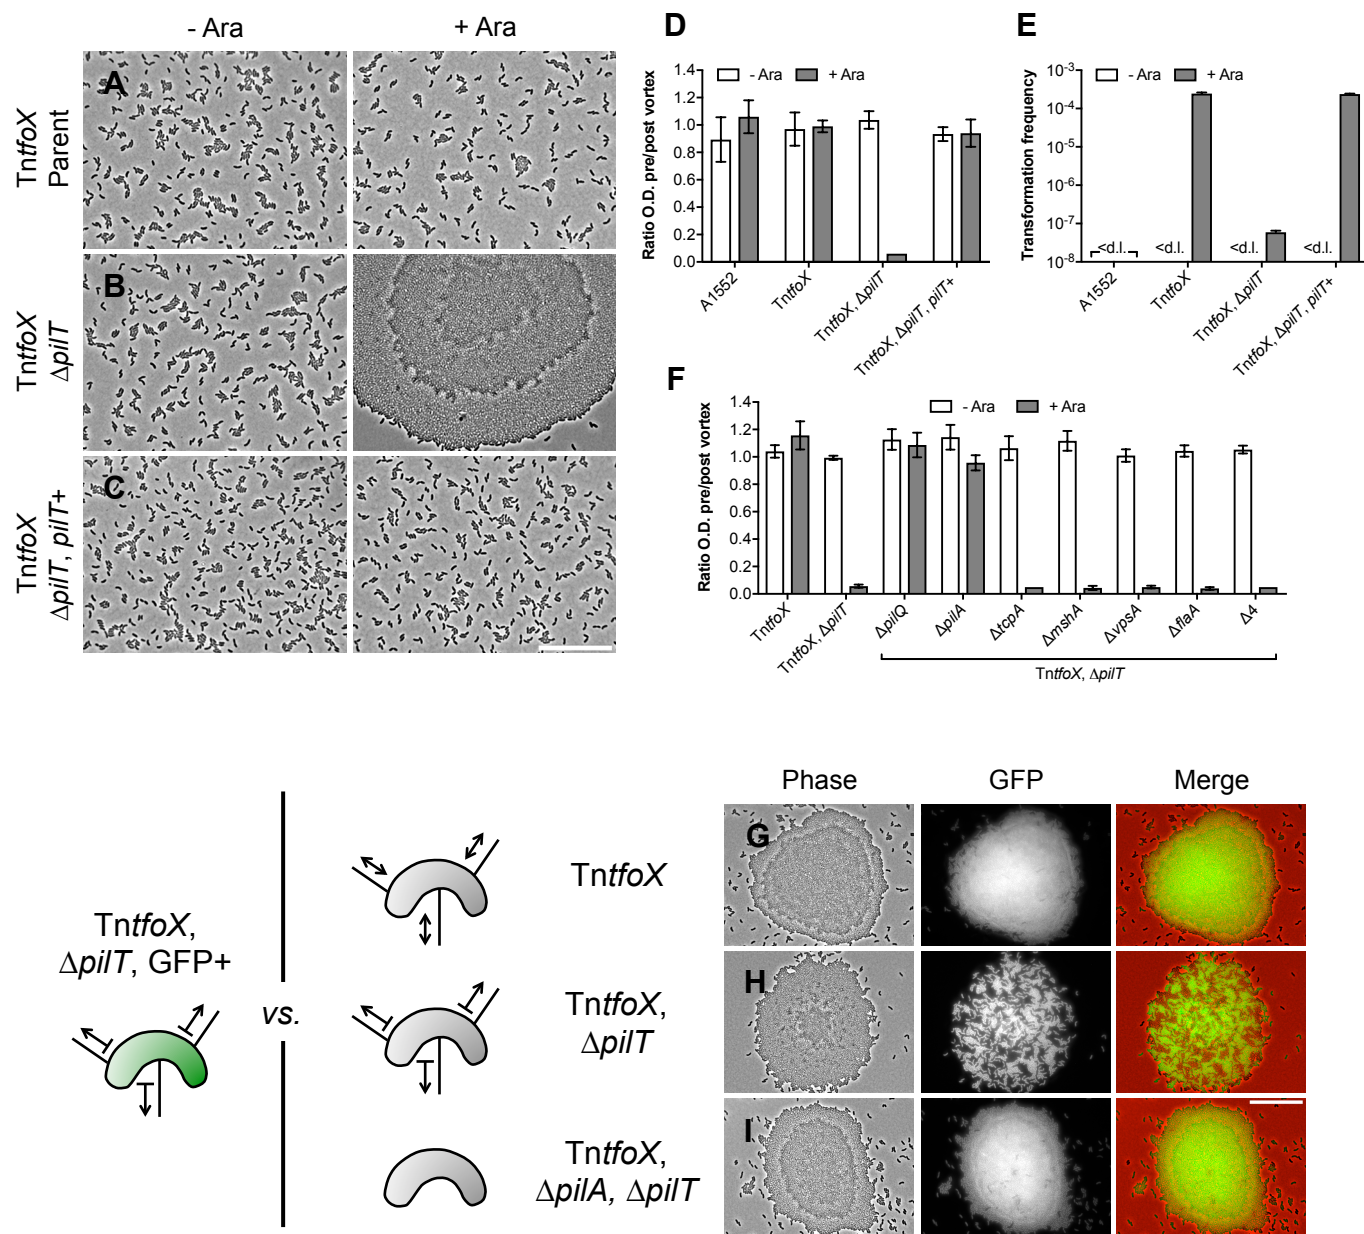 - Ara
+ Ara
TntfoX
Parent
A
TntfoX
ΔpilT
B
TntfoX
ΔpilT, pilT+
C
D
Ratio O.D. pre/post vortex
- Ara
+ Ara
1.4
1.2
1.0
0.8
0.6
0.4
0.2
0.0
A1552
TntfoX
TntfoX, ΔpilT
TntfoX, ΔpilT, pilT+
E
Transformation frequency
- Ara
+ Ara
10-3
10-4
10-5
10-6
10-7
10-8
<d.l.
<d.l.
<d.l.
<d.l.
A1552
TntfoX
TntfoX, ΔpilT
TntfoX, ΔpilT, pilT+
F
Ratio O.D. pre/post vortex
- Ara
+ Ara
1.4
1.2
1.0
0.8
0.6
0.4
0.2
0.0
TntfoX
TntfoX, ΔpilT
ΔpilQ
ΔpilA
ΔtcpA
ΔmshA
ΔvpsA
ΔflaA
Δ4
TntfoX, ΔpilT
TntfoX,
ΔpilT, GFP+
vs.
TntfoX
TntfoX,
ΔpilT
TntfoX,
ΔpilA, ΔpilT
Phase
GFP
Merge
G
H
I